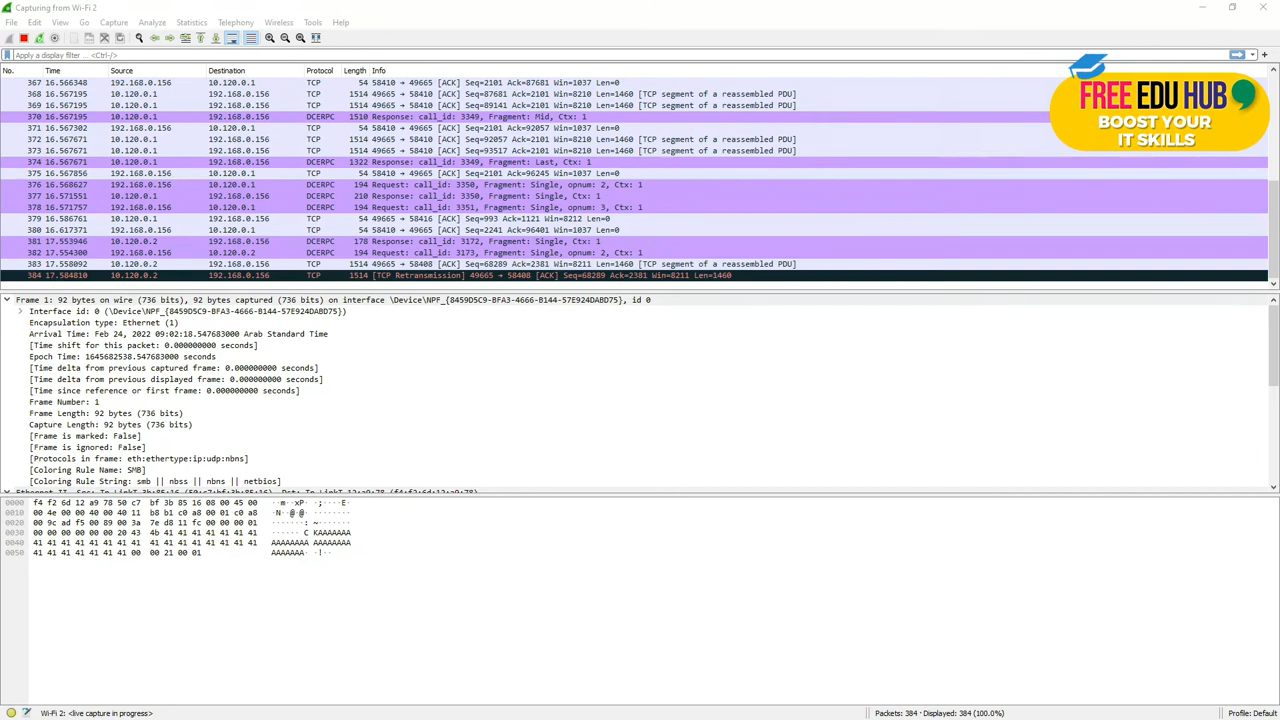 Capturing from Wi-Fi 2
File Edit View Go Capture Analyze Statistics Telephony Wireless Tools Help
Apply a display filter ... <Ctrl-/>
No. Time Source Destination Protocol Length Info
367 16.566348 192.168.0.156 10.120.0.1 TCP 54 58410 → 49665 [ACK] Seq=2101 Ack=87681 Win=1037 Len=0
368 16.567195 10.120.0.1 192.168.0.156 TCP 1514 49665 → 58410 [ACK] Seq=87681 Ack=2101 Win=8210 Len=1460 [TCP segment of a reassembled PDU]
369 16.567195 10.120.0.1 192.168.0.156 TCP 1514 49665 → 58410 [ACK] Seq=89141 Ack=2101 Win=8210 Len=1460 [TCP segment of a reassembled PDU]
370 16.567195 10.120.0.1 192.168.0.156 DCERPC 1510 Response: call_id: 3349, Fragment: Mid, Ctx: 1
371 16.567302 192.168.0.156 10.120.0.1 TCP 54 58410 → 49665 [ACK] Seq=2101 Ack=92057 Win=1037 Len=0
372 16.567671 10.120.0.1 192.168.0.156 TCP 1514 49665 → 58410 [ACK] Seq=92057 Ack=2101 Win=8210 Len=1460 [TCP segment of a reassembled PDU]
373 16.567671 10.120.0.1 192.168.0.156 TCP 1514 49665 → 58410 [ACK] Seq=93517 Ack=2101 Win=8210 Len=1460 [TCP segment of a reassembled PDU]
374 16.567671 10.120.0.1 192.168.0.156 DCERPC 1322 Response: call_id: 3349, Fragment: Last, Ctx: 1
375 16.567856 192.168.0.156 10.120.0.1 TCP 54 58410 → 49665 [ACK] Seq=2101 Ack=96245 Win=1037 Len=0
376 16.568627 192.168.0.156 10.120.0.1 DCERPC 194 Request: call_id: 3350, Fragment: Single, opnum: 2, Ctx: 1
377 16.571551 10.120.0.1 192.168.0.156 DCERPC 210 Response: call_id: 3350, Fragment: Single, Ctx: 1
378 16.571757 192.168.0.156 10.120.0.1 DCERPC 194 Request: call_id: 3351, Fragment: Single, opnum: 3, Ctx: 1
379 16.586761 10.120.0.1 192.168.0.156 TCP 54 49665 → 58416 [ACK] Seq=993 Ack=1121 Win=8212 Len=0
380 16.617371 192.168.0.156 10.120.0.1 TCP 54 58410 → 49665 [ACK] Seq=2241 Ack=96401 Win=1037 Len=0
381 17.553946 10.120.0.2 192.168.0.156 DCERPC 178 Response: call_id: 3172, Fragment: Single, Ctx: 1
382 17.554300 192.168.0.156 10.120.0.2 DCERPC 194 Request: call_id: 3173, Fragment: Single, opnum: 2, Ctx: 1
383 17.558092 10.120.0.2 192.168.0.156 TCP 1514 49665 → 58408 [ACK] Seq=68289 Ack=2381 Win=8211 Len=1460 [TCP segment of a reassembled PDU]
384 17.584810 10.120.0.2 192.168.0.156 TCP 1514 [TCP Retransmission] 49665 → 58408 [ACK] Seq=68289 Ack=2381 Win=8211 Len=1460
FREE EDU HUB
BOOST YOUR
IT SKILLS
Frame 1: 92 bytes on wire (736 bits), 92 bytes captured (736 bits) on interface \Device\NPF_{8459D5C9-BFA3-4666-B144-57E924DABD75}, id 0
Interface id: 0 (\Device\NPF_{8459D5C9-BFA3-4666-B144-57E924DABD75})
Encapsulation type: Ethernet (1)
Arrival Time: Feb 24, 2022 09:02:18.547683000 Arab Standard Time
[Time shift for this packet: 0.000000000 seconds]
Epoch Time: 1645682538.547683000 seconds
[Time delta from previous captured frame: 0.000000000 seconds]
[Time delta from previous displayed frame: 0.000000000 seconds]
[Time since reference or first frame: 0.000000000 seconds]
Frame Number: 1
Frame Length: 92 bytes (736 bits)
Capture Length: 92 bytes (736 bits)
[Frame is marked: False]
[Frame is ignored: False]
[Protocols in frame: eth:ethertype:ip:udp:nbns]
[Coloring Rule Name: SMB]
[Coloring Rule String: smb || nbss || nbns || netbios]
0000 f4 f2 6d 12 a9 78 50 c7 bf 3b 85 16 08 00 45 00 ··m··xP· ·;····E·
0010 00 4e 00 00 40 00 40 11 b8 b1 c0 a8 00 01 c0 a8 ·N··@·@· ········
0020 00 9c ad f5 00 89 00 3a 7e d8 11 fc 00 00 00 01 ·······: ~·······
0030 00 00 00 00 00 00 20 43 4b 41 41 41 41 41 41 41 ······ C KAAAAAAA
0040 41 41 41 41 41 41 41 41 41 41 41 41 41 41 41 41 AAAAAAAA AAAAAAAA
0050 41 41 41 41 41 41 41 00 00 21 00 01 AAAAAAA· ·!··
Wi-Fi 2: <live capture in progress>
Packets: 384 · Displayed: 384 (100.0%)
Profile: Default